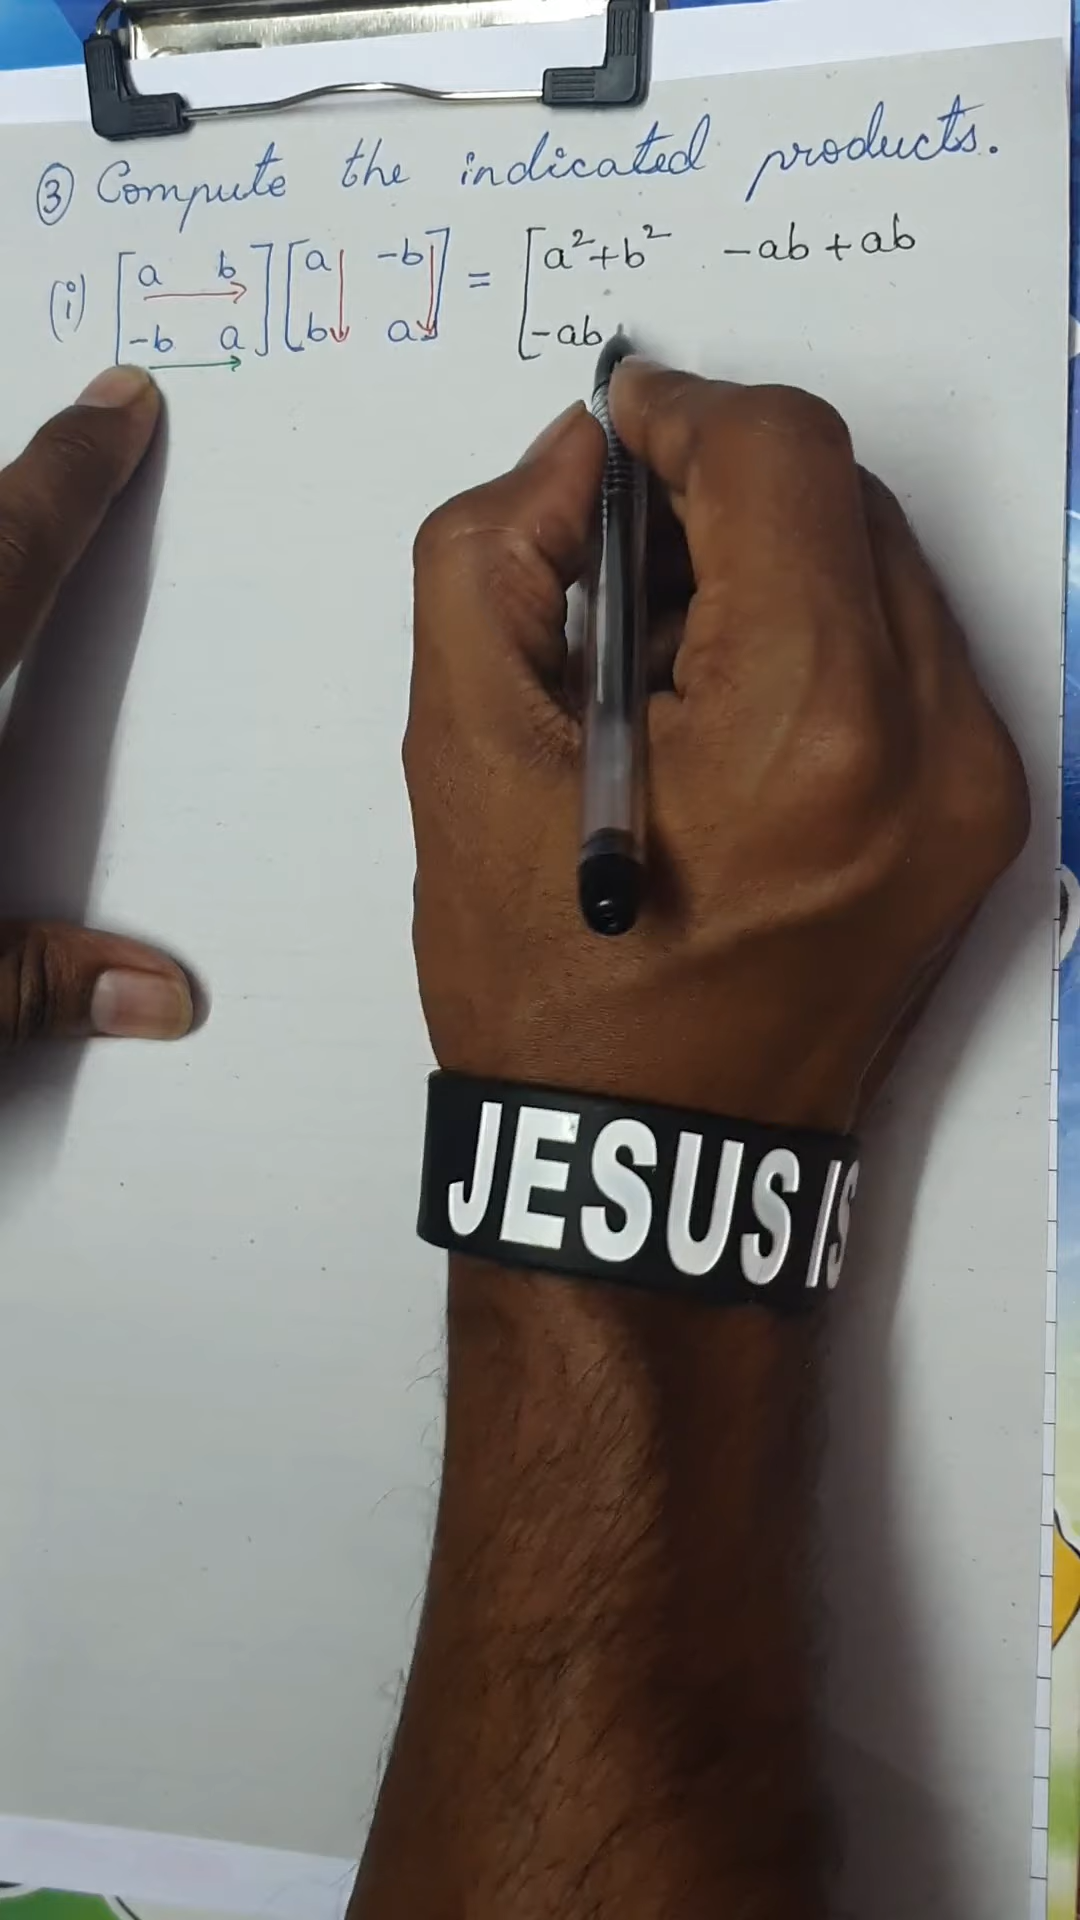 ③ Compute the indicated products.
(i) [a b] [a -b] = [a²+b² -ab + ab
[-b a] [b a] [-ab
JESUS IS